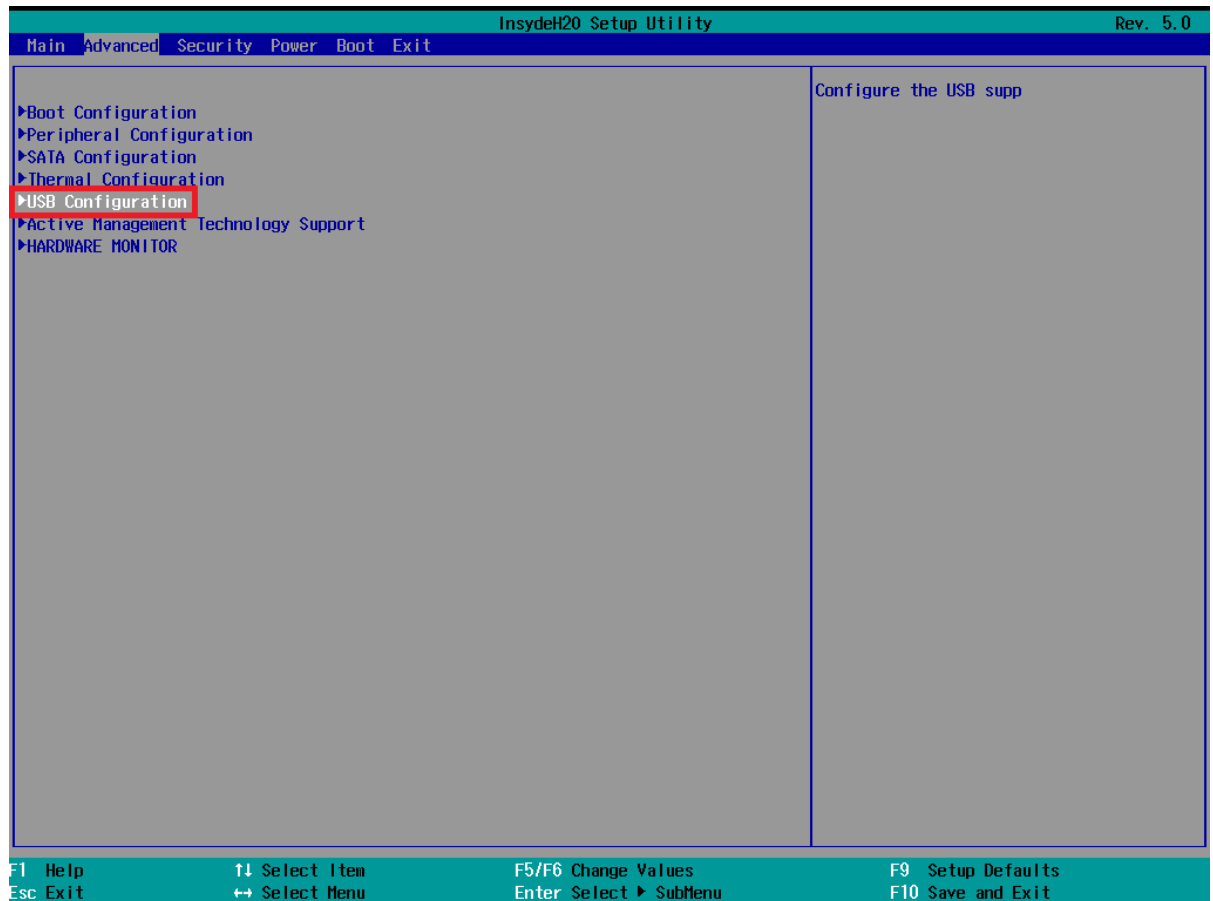 InsydeH20 Setup Utility Rev. 5.0
Main Advanced Security Power Boot Exit
Configure the USB supp
▶Boot Configuration
▶Peripheral Configuration
▶SATA Configuration
▶Thermal Configuration
▶USB Configuration
▶Active Management Technology Support
▶HARDWARE MONITOR
F1 Help ↑↓ Select Item F5/F6 Change Values F9 Setup Defaults
Esc Exit ↔ Select Menu Enter Select ▶ SubMenu F10 Save and Exit